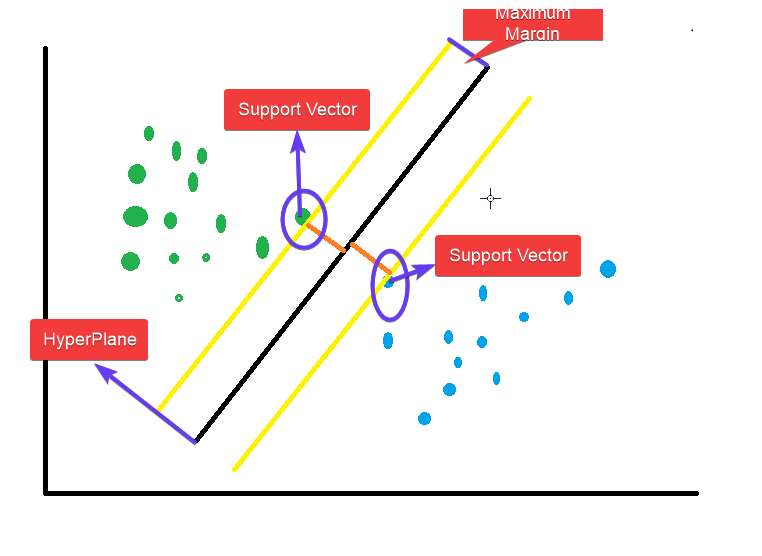 Maximum
Margin
Support Vector
Support Vector
HyperPlane